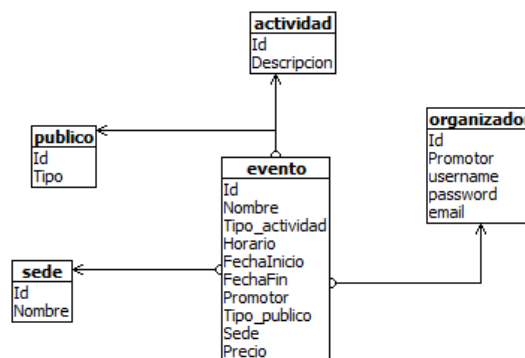 actividad
Id
Descripcion
publico
Id
Tipo
organizador
Id
Promotor
username
password
email
evento
Id
Nombre
Tipo_actividad
Horario
FechaInicio
FechaFin
Promotor
Tipo_publico
Sede
Precio
sede
Id
Nombre